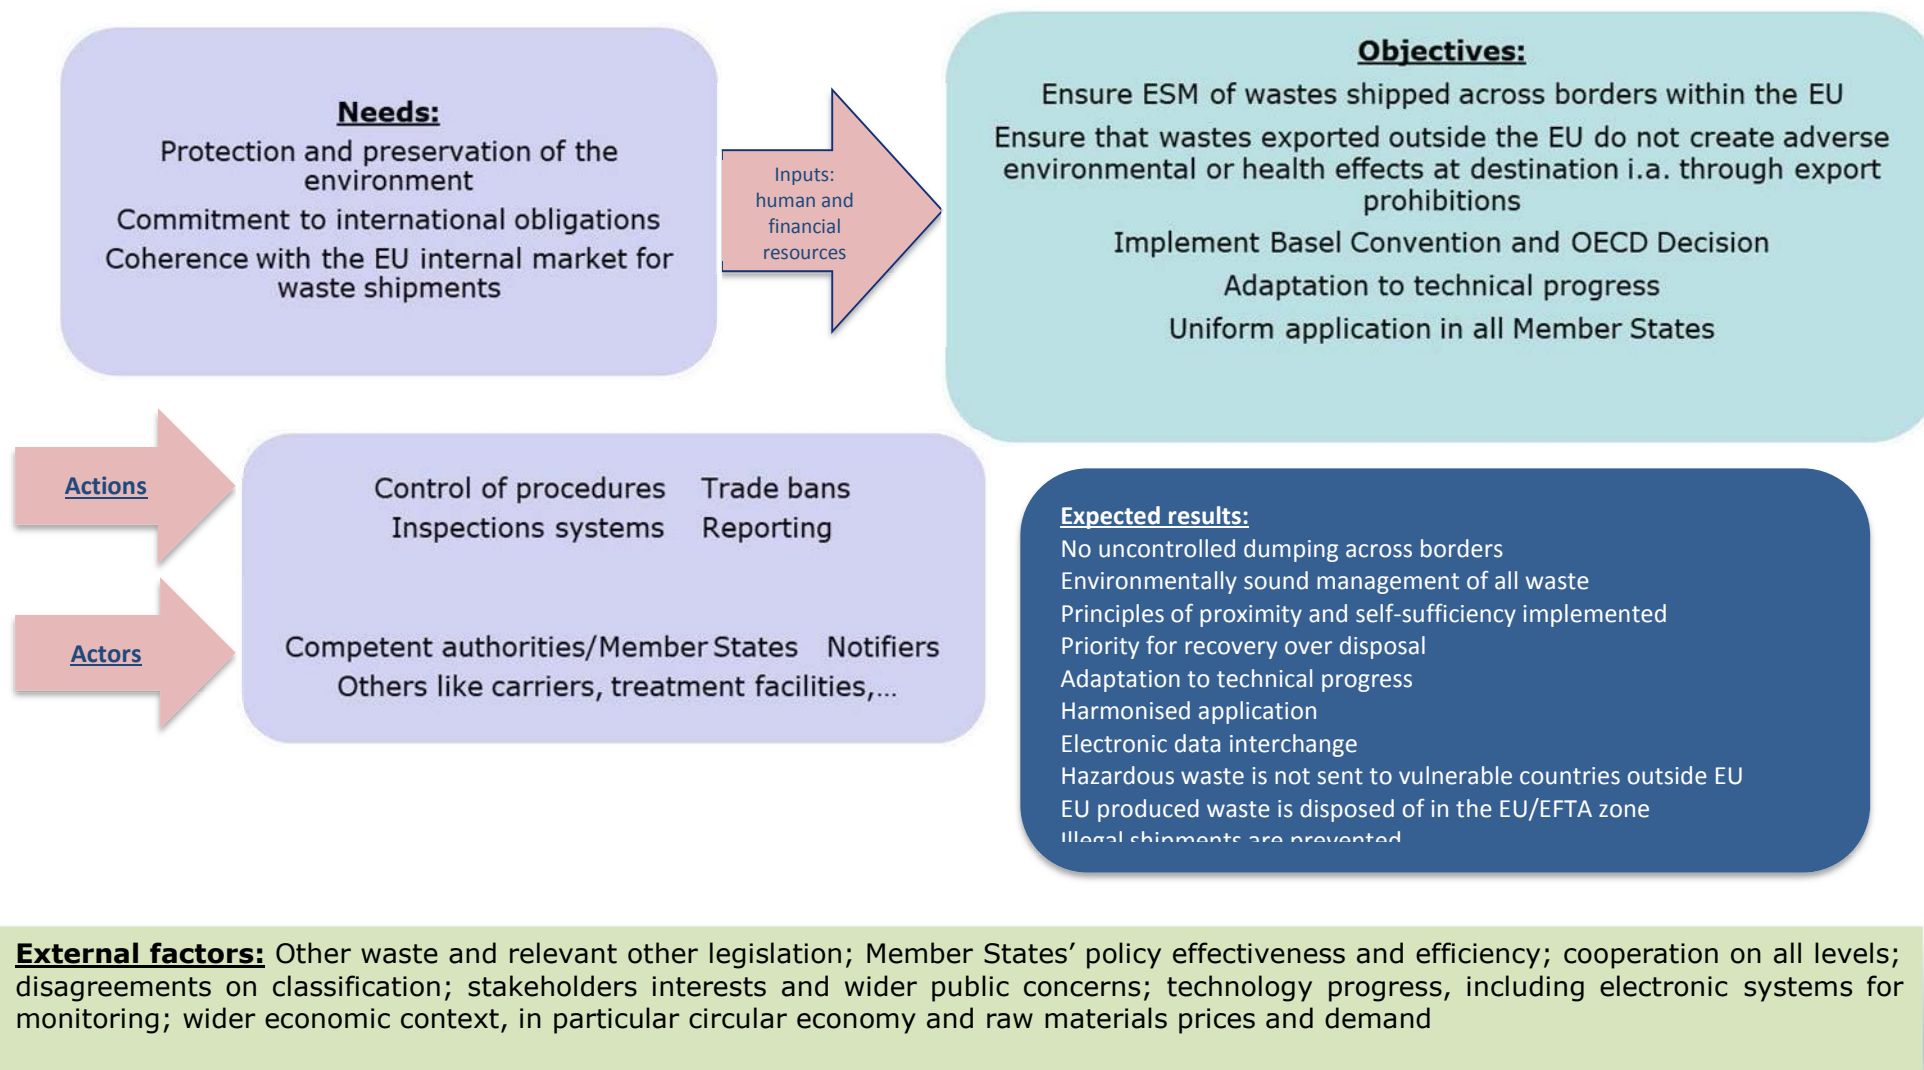 Needs:
Protection and preservation of the
environment
Commitment to international obligations
Coherence with the EU internal market for
waste shipments
Inputs:
human and
financial
resources
Objectives:
Ensure ESM of wastes shipped across borders within the EU
Ensure that wastes exported outside the EU do not create adverse
environmental or health effects at destination i.a. through export
prohibitions
Implement Basel Convention and OECD Decision
Adaptation to technical progress
Uniform application in all Member States
Actions
Control of procedures Trade bans
Inspections systems Reporting
Actors
Competent authorities/Member States Notifiers
Others like carriers, treatment facilities,...
Expected results:
No uncontrolled dumping across borders
Environmentally sound management of all waste
Principles of proximity and self-sufficiency implemented
Priority for recovery over disposal
Adaptation to technical progress
Harmonised application
Electronic data interchange
Hazardous waste is not sent to vulnerable countries outside EU
EU produced waste is disposed of in the EU/EFTA zone
Illegal shipments are prevented
External factors: Other waste and relevant other legislation; Member States’ policy effectiveness and efficiency; cooperation on all levels;
disagreements on classification; stakeholders interests and wider public concerns; technology progress, including electronic systems for
monitoring; wider economic context, in particular circular economy and raw materials prices and demand